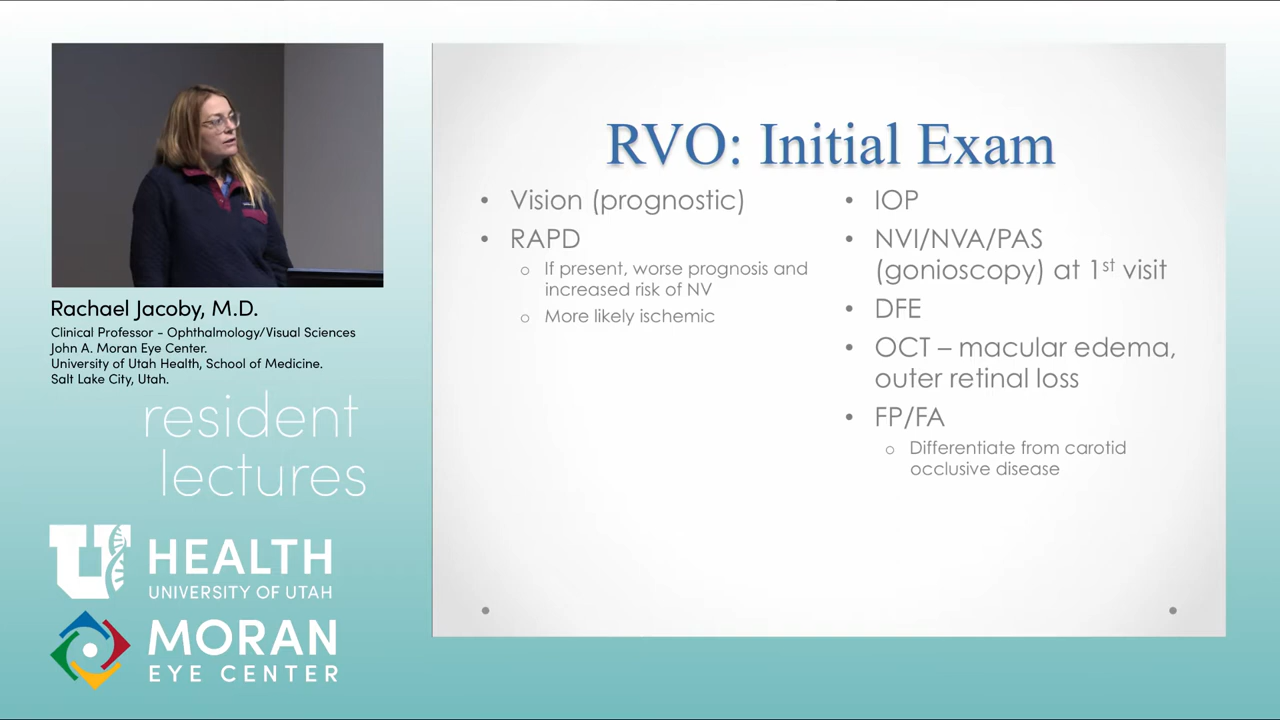 Rachael Jacoby, M.D.
Clinical Professor - Ophthalmology/Visual Sciences
John A. Moran Eye Center.
University of Utah Health, School of Medicine.
Salt Lake City, Utah.
resident
lectures
U HEALTH
UNIVERSITY OF UTAH
MORAN
EYE CENTER
RVO: Initial Exam
• Vision (prognostic)
• RAPD
o If present, worse prognosis and
increased risk of NV
o More likely ischemic
• IOP
• NVI/NVA/PAS
(gonioscopy) at 1st visit
• DFE
• OCT – macular edema,
outer retinal loss
• FP/FA
o Differentiate from carotid
occlusive disease